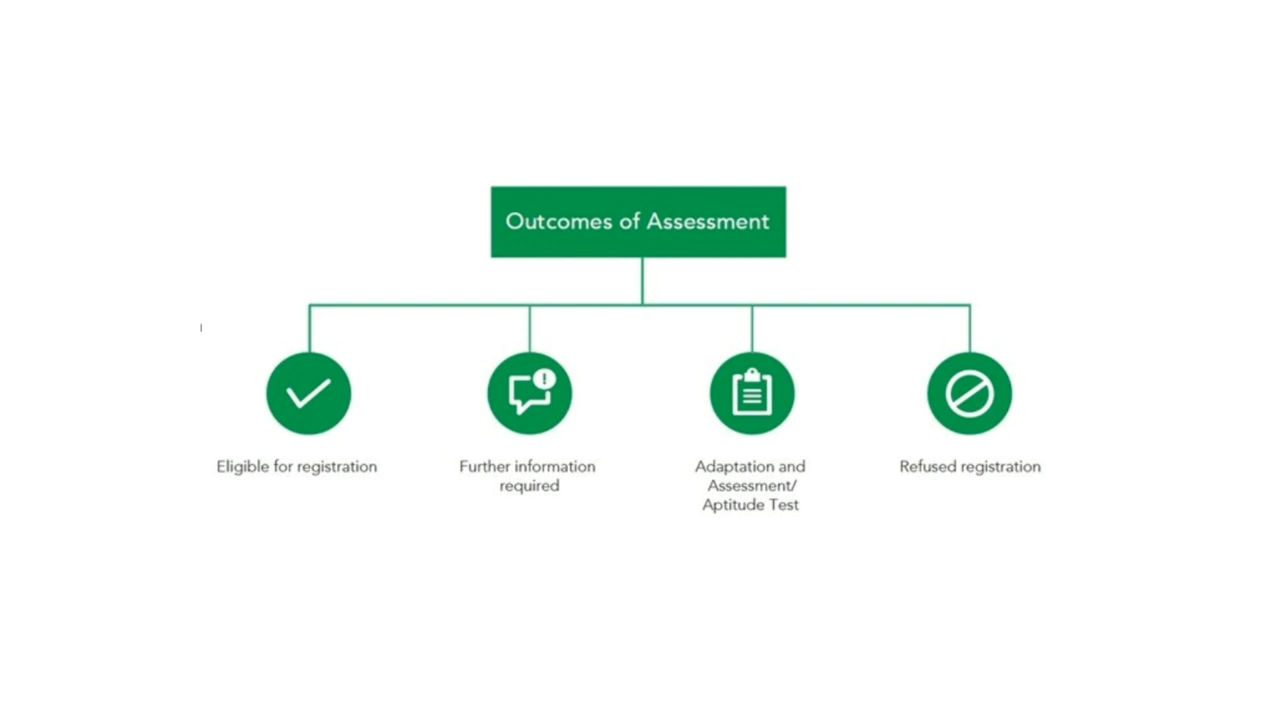 Outcomes of Assessment
Eligible for registration
Further information
required
Adaptation and
Assessment/
Aptitude Test
Refused registration